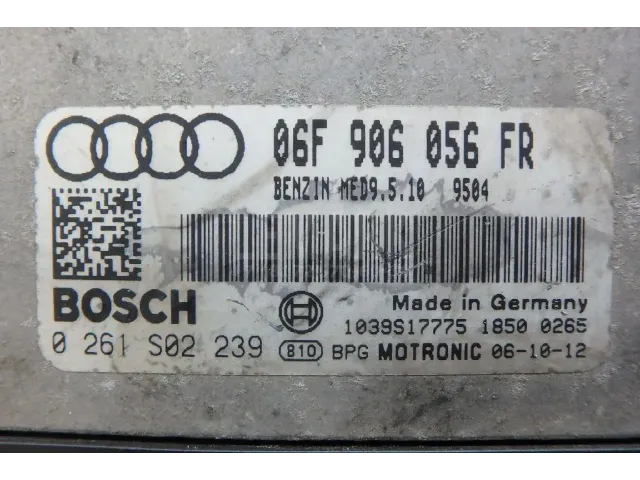 06F 906 056 FR
BENZIN MED9.5.10 9504
BOSCH
Made in Germany
1039S17775 1850 0265
0 261 S02 239 810 BPG MOTRONIC 06-10-12